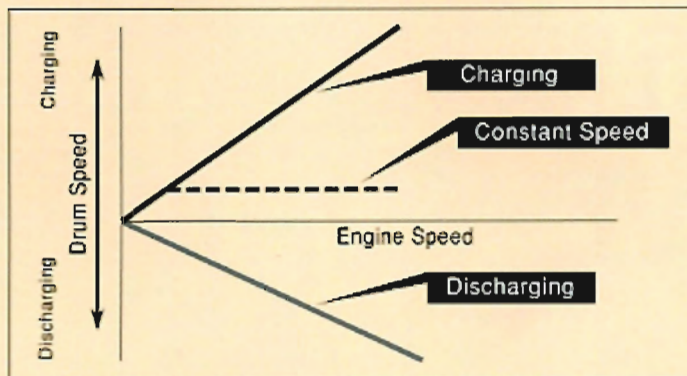 Charging
Drum Speed
Discharging
Charging
Constant Speed
Engine Speed
Discharging